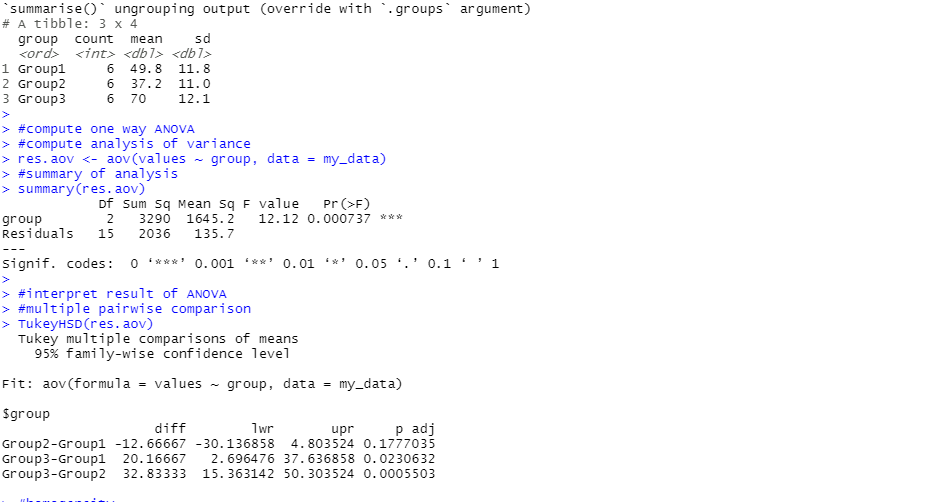 `summarise()` ungrouping output (override with `.groups` argument)
# A tibble: 3 x 4
  group  count  mean    sd
  <ord>  <int> <dbl> <dbl>
1 Group1     6  49.8  11.8
2 Group2     6  37.2  11.0
3 Group3     6  70    12.1
>
> #compute one way ANOVA
> #compute analysis of variance
> res.aov <- aov(values ~ group, data = my_data)
> #summary of analysis
> summary(res.aov)
            Df Sum Sq Mean Sq F value   Pr(>F)
group        2   3290  1645.2   12.12 0.000737 ***
Residuals   15   2036   135.7
---
Signif. codes:  0 ‘***’ 0.001 ‘**’ 0.01 ‘*’ 0.05 ‘.’ 0.1 ‘ ’ 1
>
> #interpret result of ANOVA
> #multiple pairwise comparison
> TukeyHSD(res.aov)
  Tukey multiple comparisons of means
    95% family-wise confidence level

Fit: aov(formula = values ~ group, data = my_data)

$group
                   diff        lwr       upr     p adj
Group2-Group1 -12.66667 -30.136858  4.803524 0.1777035
Group3-Group1  20.16667   2.696476 37.636858 0.0230632
Group3-Group2  32.83333  15.363142 50.303524 0.0005503